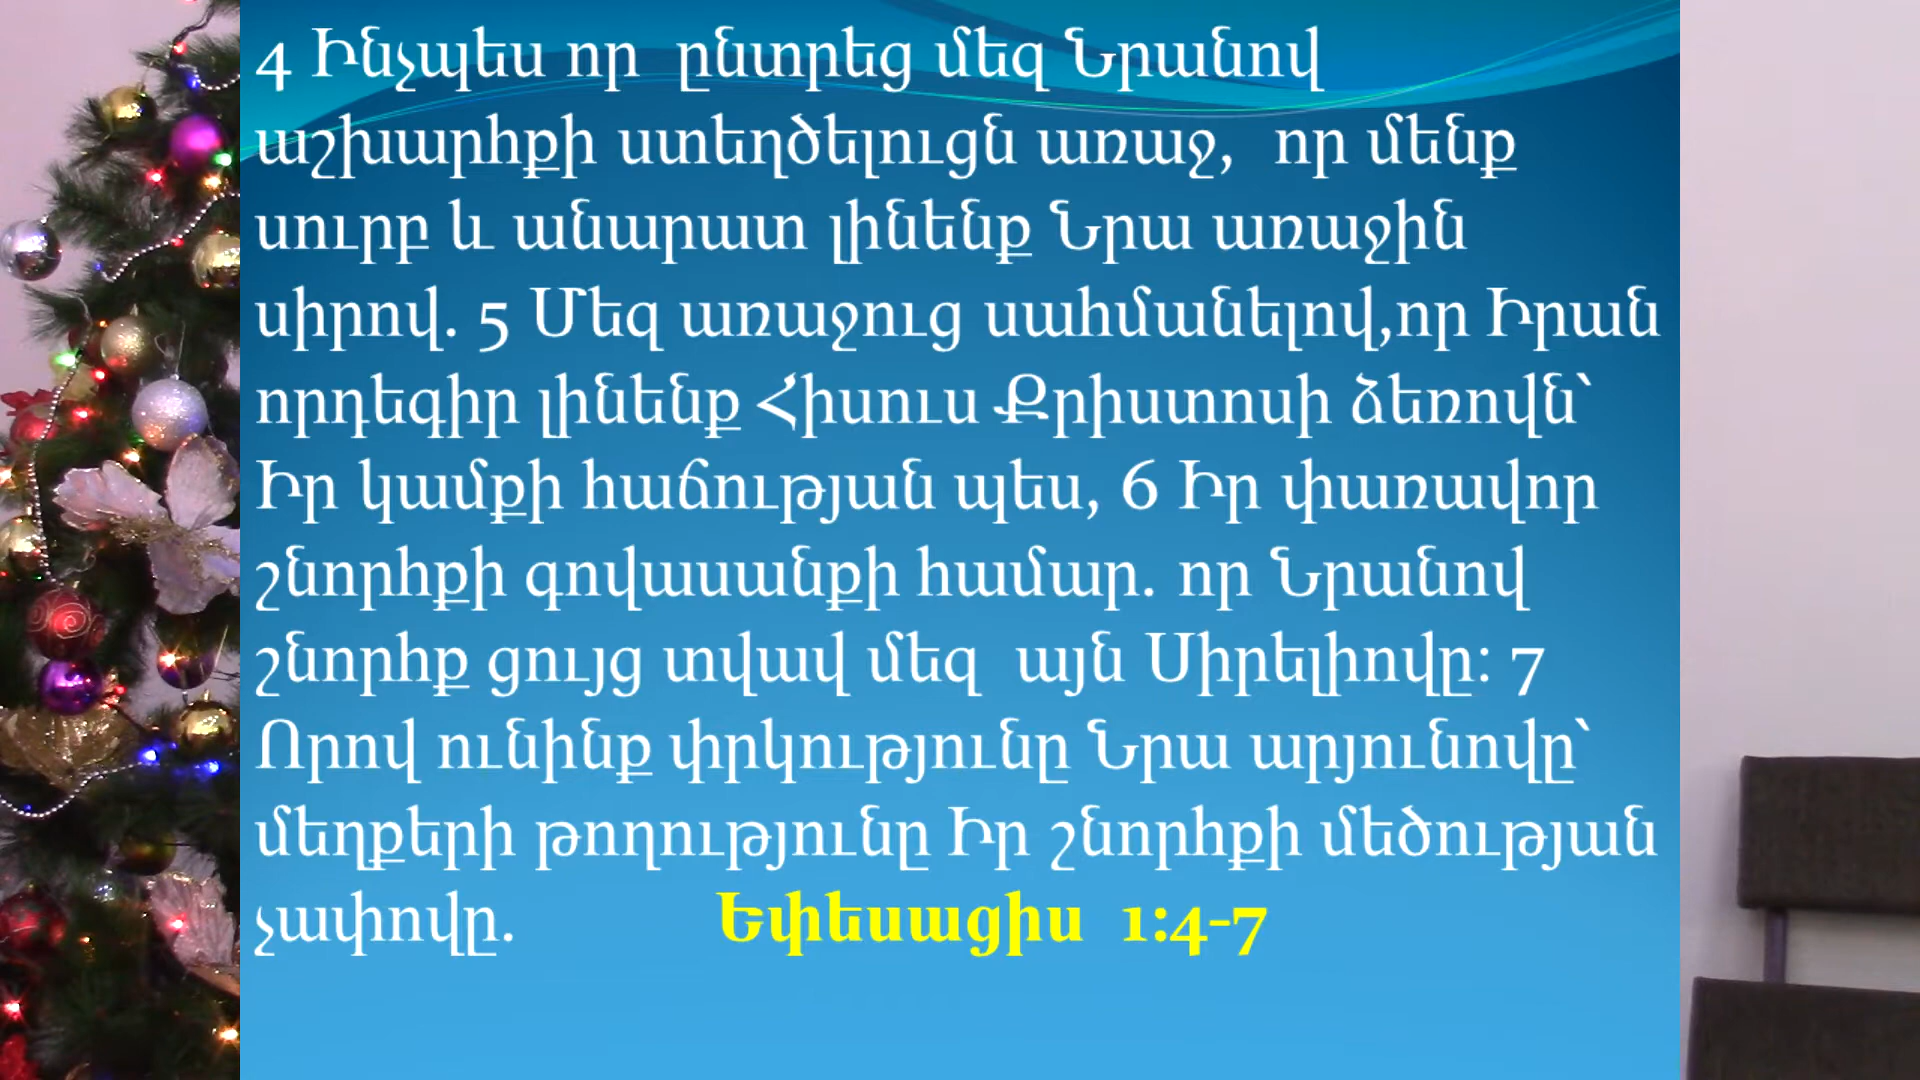 4 Ինչպես որ  ընտրեց մեզ Նրանով
աշխարհքի ստեղծելուցն առաջ,  որ մենք
սուրբ և անարատ լինենք Նրա առաջին
սիրով. 5 Մեզ առաջուց սահմանելով,որ Իրան
որդեգիր լինենք Հիսուս Քրիստոսի ձեռովն՝
Իր կամքի հաճության պես, 6 Իր փառավոր
շնորհքի գովասանքի համար. որ Նրանով
շնորհք ցույց տվավ մեզ  այն Սիրելիովը: 7
Որով ունինք փրկությունը Նրա արյունովը՝
մեղքերի թողությունը Իր շնորհքի մեծության
չափովը. Եփեսացիս  1:4-7